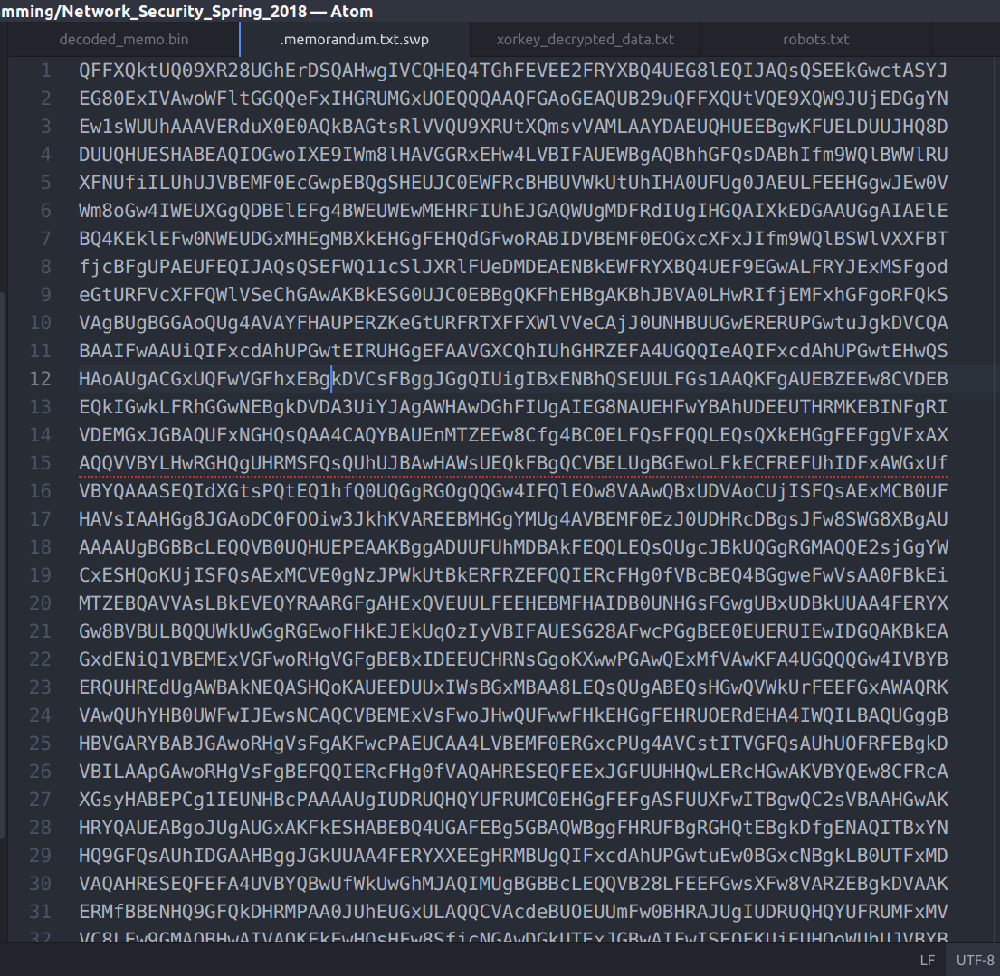 mming/Network_Security_Spring_2018 — Atom
decoded_memo.bin .memorandum.txt.swp xorkey_decrypted_data.txt robots.txt
1 QFFXQktUQ09XR28UGhErDSQAHwgIVCQHEQ4TGhFEVEE2FRYXBQ4UEG8lEQIJAQsQSEEkGwctASYJ
2 EG80ExIVAwoWFltGGQQeFxIHGRUMGxUOEQQQAAQFGAoGEAQUB29uQFFXQUtVQE9XQW9JUjEDGgYN
3 Ew1sWUUhAAAVERduX0E0AQkBAGtsRlVVQU9XRUtXQmsvVAMLAAYDAEUQHUEEBgwKFUELDUUJHQ8D
4 DUUQHUESHABEAQIOGwoIXE9IWm8lHAVGGRxEHw4LVBIFAUEWBgAQBhhGFQsDABhIfm9WQlBWWlRU
5 XFNUfiILUhUJVBEMF0EcGwpEBQgSHEUJC0EWFRcBHBUVWkUtUhIHA0UFUg0JAEULFEEHGgwJEw0V
6 Wm8oGw4IWEUXGgQDBElEFg4BWEUWEwMEHRFIUhEJGAQWUgMDFRdIUgIHGQAIXkEDGAAUGgAIAElE
7 BQ4KEklEFw0NWEUDGxMHEgMBXkEHGgFEHQdGFwoRABIDVBEMF0EOGxcXFxJIfm9WQlBSWlVXXFBT
8 fjcBFgUPAEUFEQIJAQsQSEFWQ11cSlJXRlFUeDMDEAENBkEWFRYXBQ4UEF9EGwALFRYJExMSFgod
9 eGtURFVcXFFQWlVSeChGAwAKBkESG0UJC0EBBgQKFhEHBgAKBhJBVA0LHwRIfjEMFxhGFgoRFQkS
10 VAgBUgBGGAoQUg4AVAYFHAUPERZKeGtURFRTXFFXWlVVeCAjJ0UNHBUUGwERERUPGwtuJgkDVCQA
11 BAAIFwAAUiQIFxcdAhUPGwtEIRUHGgEFAAVGXCQhIUhGHRZEFA4UGQQIeAQIFxcdAhUPGwtEHwQS
12 HAoAUgACGxUQFwVGFhxEBgkDVCsFBggJGgQIUigIBxENBhQSEUULFGs1AAQKFgAUEBZEEw8CVDEB
13 EQkIGwkLFRhGGwNEBgkDVDA3UiYJAgAWHAwDGhFIUgAIEG8NAUEHFwYBAhUDEEUTHRMKEBINFgRI
14 VDEMGxJGBAQUFxNGHQsQAA4CAQYBAUEnMTZEEw8Cfg4BC0ELFQsFFQQLEQsQXkEHGgFEFggVFxAX
15 AQQVVBYLHwRGHQgUHRMSFQsQUhUJBAwHAWsUEQkFBgQCVBELUgBGEwoLFkECFREFUhIDFxAWGxUf
16 VBYQAAASEQIdXGtsPQtEQ1hfQ0UQGgRGOgQQGw4IFQlEOw8VAAwQBxUDVAoCUjISFQsAExMCB0UF
17 HAVsIAAHGg8JGAoDC0FOOiw3JkhKVAREEBMHGgYMUg4AVBEMF0EzJ0UDHRcDBgsJFw8SWG8XBgAU
18 AAAAUgBGBBcLEQQVB0UQHUEPEAAKBggADUUFUhMDBAkFEQQLEQsQUgcJBkUQGgRGMAQQE2sjGgYW
19 CxESHQoKUjISFQsAExMCVE0gNzJPWkUtBkERFRZEFQQIERcFHg0fVBcBEQ4BGgweFwVsAA0FBkEi
20 MTZEBQAVVAsLBkEVEQYRAARGFgAHExQVEUULFEEHEBMFHAIDB0UNHGsFGwgUBxUDBkUUAA4FERYX
21 Gw8BVBULBQQUWkUwGgRGEwoFHkEJEkUqOzIyVBIFAUESG28AFwcPGgBEE0EUERUIEwIDGQAKBkEA
22 GxdENiQ1VBEMExVGFwoRHgVGFgBEBxIDEEUCHRNsGgoKXwwPGAwQExMfVAwKFA4UGQQQGw4IVBYB
23 ERQUHREdUgAWBAkNEQASHQoKAUEEDUUxIWsBGxMBAA8LEQsQUgABEQsHGwQVWkUrFEEFGxAWAQRK
24 VAwQUhYHB0UWFwIJEwsNCAQCVBEMExVsFwoJHwQUFwwFHkEHGgFEHRUOERdEHA4IWQILBAQUGggB
25 HBVGARYBABJGAwoRHgVsFgAKFwcPAEUCAA4LVBEMF0ERGxcPUg4AVCstITVGFQsAUhUOFRFEBgkD
26 VBILAApGAwoRHgVsFgBEFQQIERcFHg0fVAQAHRESEQFEExJGFUUHHQwLERcHGwAKVBYQEw8CFRcA
27 XGsyHABEPCg1IEUNHBcPAAAAUgIUDRUQHQYUFRUMC0EHGgFEFgASFUUXFwITBgwQC2sVBAAHGwAK
28 HRYQAUEABgoJUgAUGxAKFkESHABEBQ4UGAFEBg5GBAQWBggFHRUFBgRGHQtEBgkDfgENAQITBxYN
29 HQ9GFQsAUhIDGAAHBggJGkUUAA4FERYXXEEgHRMBUgQIFxcdAhUPGwtuEw0BGxcNBgkLB0UTFxMD
30 VAQAHRESEQFEFA4UVBYQBwUfWkUwGhMJAQIMUgBGBBcLEQQVB28LFEEFGwsXFw8VARZEBgkDVAAK
31 ERMfBBENHQ9GFQkDHRMPAA0JUhEUGxULAQQCVAcdeBUOEUUmFw0BHRAJUgIUDRUQHQYUFRUMFxMV
LF UTF-8